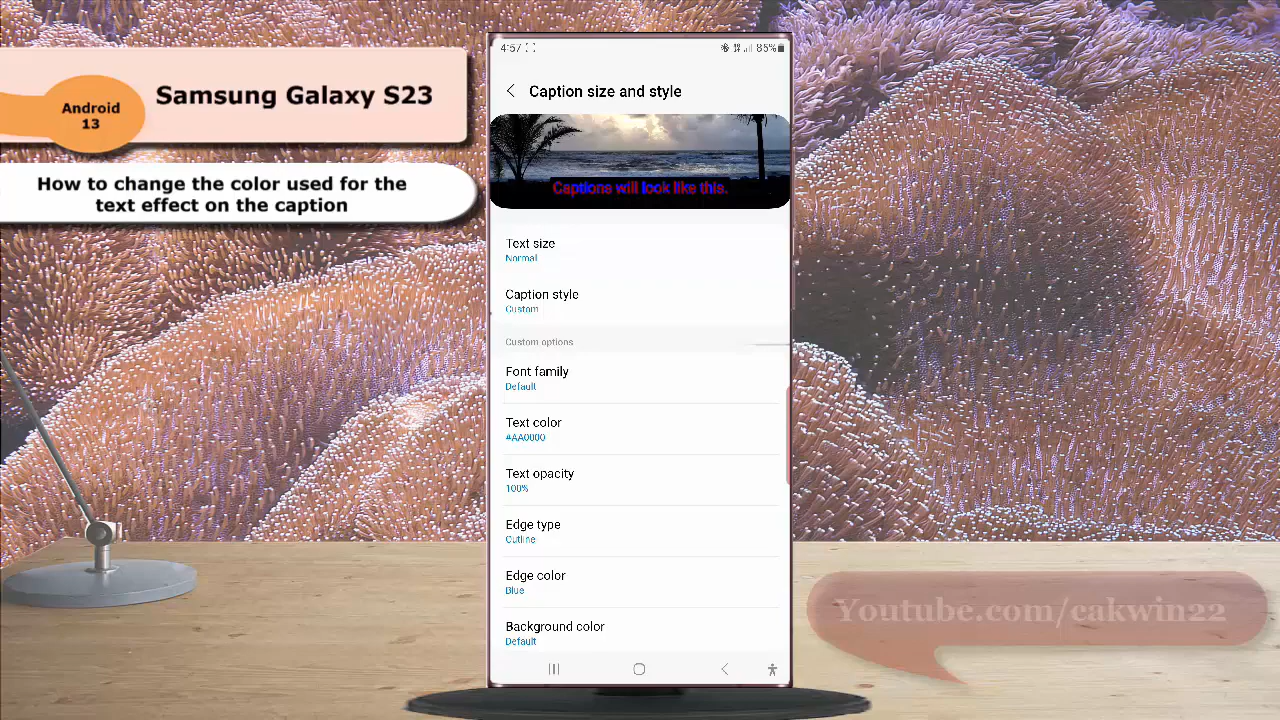 Android
13
Samsung Galaxy S23
How to change the color used for the
text effect on the caption
4:57
85%
Caption size and style
Captions will look like this.
Text size
Normal
Caption style
Custom
Custom options
Font family
Default
Text color
#AA0000
Text opacity
100%
Edge type
Outline
Edge color
Blue
Background color
Default
Youtube.com/cakwin22